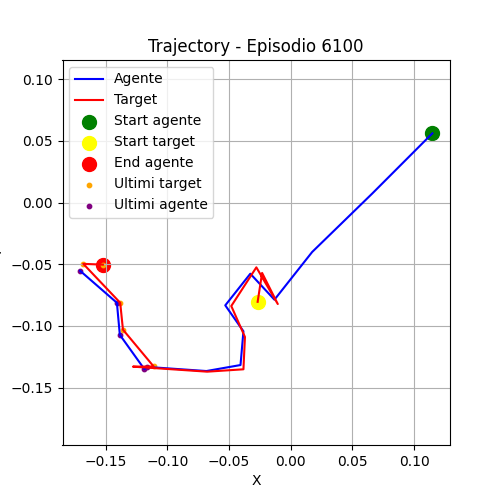 Trajectory - Episodio 6100
Agente
Target
Start agente
Start target
End agente
Ultimi target
Ultimi agente
0.10
0.05
0.00
−0.05
−0.10
−0.15
−0.15
−0.10
−0.05
0.00
0.05
0.10
X